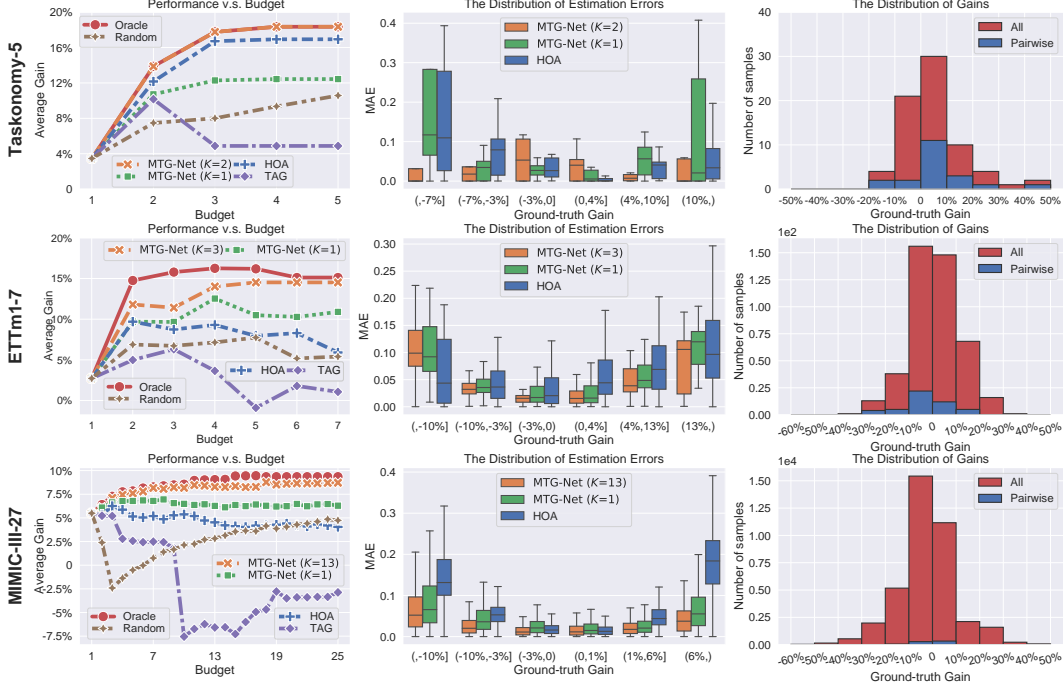 Performance v.s. Budget
The Distribution of Estimation Errors
The Distribution of Gains
Taskonomy-5
Average Gain
20%
16%
12%
8%
4%
0
Oracle
Random
MTG-Net (K=2)
MTG-Net (K=1)
HOA
TAG
1 2 3 4 5
Budget
MAE
0.4
0.3
0.2
0.1
0.0
MTG-Net (K=2)
MTG-Net (K=1)
HOA
(,-7%] (-7%,-3%] (-3%,0] (0,4%] (4%,10%] (10%,)
Ground-truth Gain
Number of samples
40
30
20
10
0
All
Pairwise
-50% -40% -30% -20% -10% 0 10% 20% 30% 40% 50%
Ground-truth Gain
Performance v.s. Budget
The Distribution of Estimation Errors
The Distribution of Gains
ETTm1-7
Average Gain
20%
15%
10%
5%
0%
MTG-Net (K=3)
MTG-Net (K=1)
Oracle
Random
HOA
TAG
1 2 3 4 5 6 7
Budget
MAE
0.30
0.25
0.20
0.15
0.10
0.05
0.00
MTG-Net (K=3)
MTG-Net (K=1)
HOA
(,-10%] (-10%,-3%] (-3%,0) (0,4%] (4%,13%] (13%,)
Ground-truth Gain
Number of samples
1e2
1.50
1.25
1.00
0.75
0.50
0.25
0.00
All
Pairwise
-60% -50% -40% -30% -20% -10% 0 10% 20% 30% 40% 50%
Ground-truth Gain
Performance v.s. Budget
The Distribution of Estimation Errors
The Distribution of Gains
MIMIC-III-27
Average Gain
10%
7.5%
5%
2.5%
0
-2.5%
-5%
-7.5%
MTG-Net (K=13)
MTG-Net (K=1)
Oracle
Random
HOA
TAG
1 7 13 19 25
Budget
MAE
0.4
0.3
0.2
0.1
0.0
MTG-Net (K=13)
MTG-Net (K=1)
HOA
(,-10%] (-10%,-3%] (-3%,0) (0,1%] (1%,6%] (6%,)
Ground-truth Gain
Number of samples
1e4
1.6
1.4
1.2
1.0
0.8
0.6
0.4
0.2
0.0
All
Pairwise
-60% -50% -40% -30% -20% -10% 0 10% 20% 30% 40% 50%
Ground-truth Gain